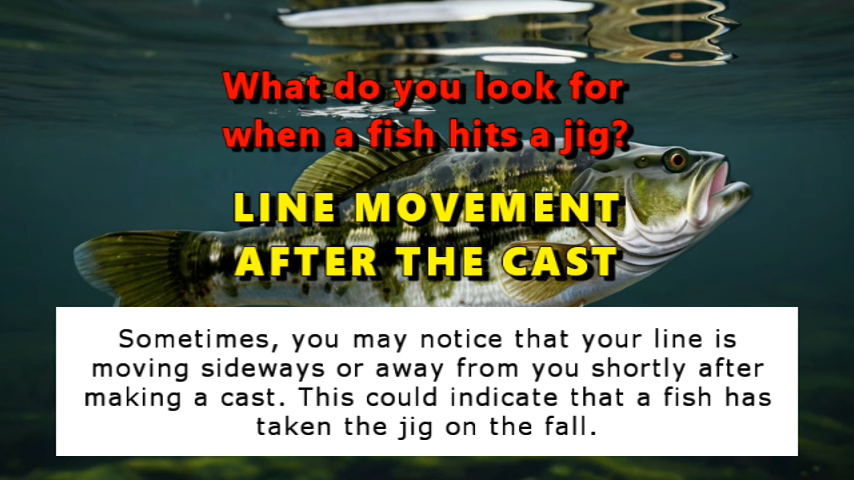 What do you look for
when a fish hits a jig?
LINE MOVEMENT
AFTER THE CAST
Sometimes, you may notice that your line is
moving sideways or away from you shortly after
making a cast. This could indicate that a fish has
taken the jig on the fall.